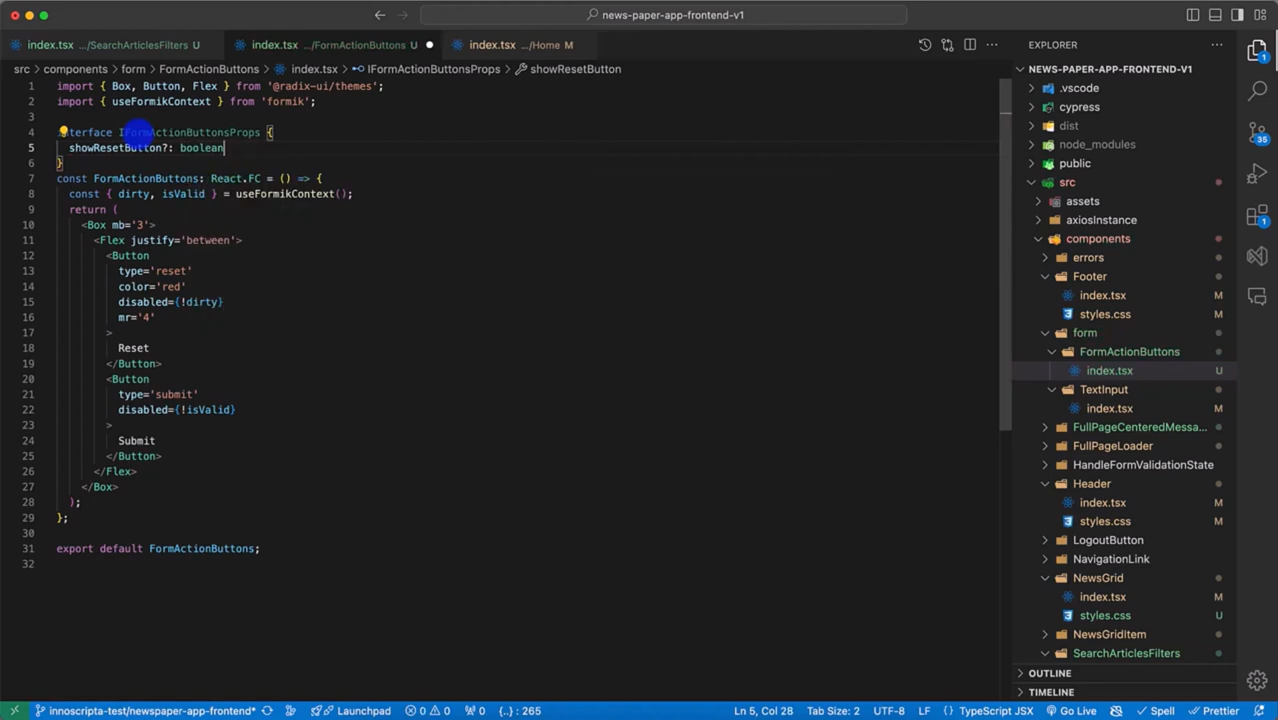 news-paper-app-frontend-v1
index.tsx .../SearchArticlesFilters U
index.tsx .../FormActionButtons U
index.tsx .../Home M
src > components > form > FormActionButtons > index.tsx > IFormActionButtonsProps > showResetButton
1 import { Box, Button, Flex } from '@radix-ui/themes';
2 import { useFormikContext } from 'formik';
3
4 interface IFormActionButtonsProps {
5 showResetButton?: boolean
6 }
7 const FormActionButtons: React.FC = () => {
8 const { dirty, isValid } = useFormikContext();
9 return (
10 <Box mb='3'>
11 <Flex justify='between'>
12 <Button
13 type='reset'
14 color='red'
15 disabled={!dirty}
16 mr='4'
17 >
18 Reset
19 </Button>
20 <Button
21 type='submit'
22 disabled={!isValid}
23 >
24 Submit
25 </Button>
26 </Flex>
27 </Box>
28 );
29 };
30
31 export default FormActionButtons;
32
EXPLORER
NEWS-PAPER-APP-FRONTEND-V1
.vscode
cypress
dist
node_modules
public
src
assets
axiosInstance
components
errors
Footer
index.tsx M
styles.css M
form
FormActionButtons
index.tsx U
TextInput
index.tsx M
FullPageCenteredMessa...
FullPageLoader
HandleFormValidationState
Header
index.tsx M
styles.css M
LogoutButton
NavigationLink
NewsGrid
index.tsx M
styles.css U
NewsGridItem
SearchArticlesFilters
OUTLINE
TIMELINE
1
35
1
innoscripta-test/newspaper-app-frontend* Launchpad 0 0 0 {..} : 265 Ln 5, Col 28 Tab Size: 2 UTF-8 LF {} TypeScript JSX Go Live Spell Prettier